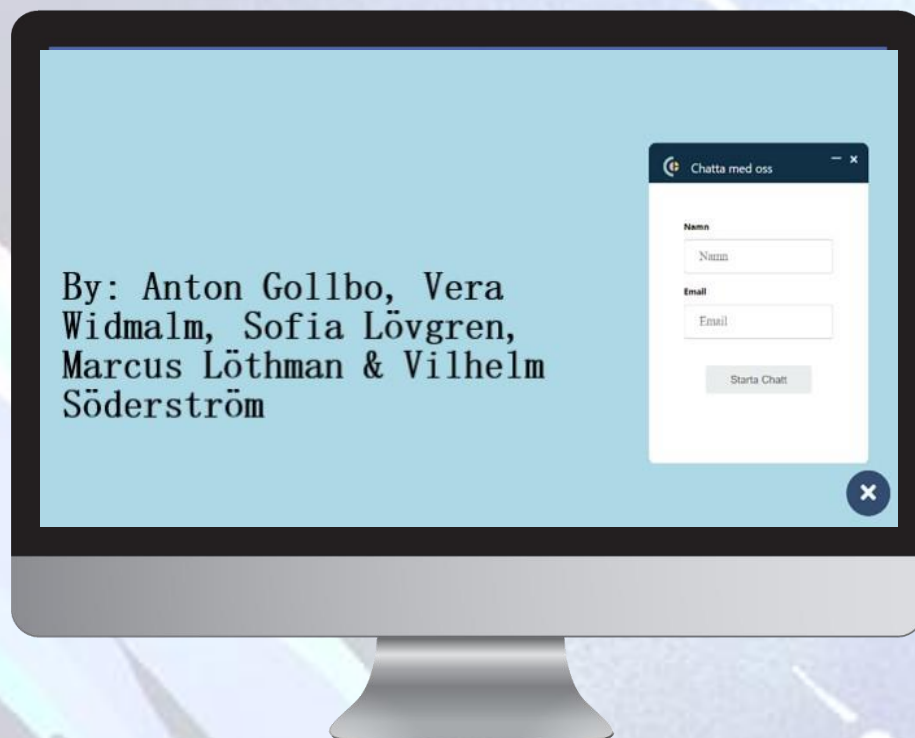 By: Anton Gollbo, Vera
Widmalm, Sofia Lövgren,
Marcus Löthman & Vilhelm
Söderström
Chatta med oss
Namn
Namn
Email
Email
Starta Chatt